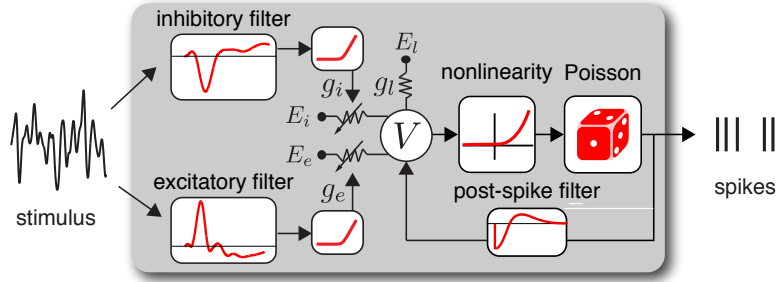 inhibitory filter
E_l
g_i
g_l
nonlinearity
Poisson
E_i
V
E_e
stimulus
excitatory filter
g_e
post-spike filter
spikes